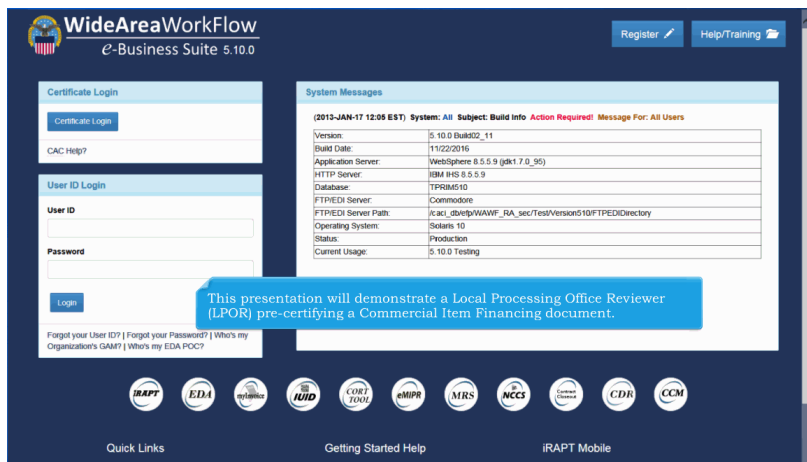 WideAreaWorkFlow
e-Business Suite 5.10.0
Register
Help/Training
Certificate Login
Certificate Login
CAC Help?
User ID Login
User ID
Password
Login
Forgot your User ID? | Forgot your Password? | Who's my
Organization's GAM? | Who's my EDA POC?
System Messages
(2013-JAN-17 12:05 EST) System: All Subject: Build Info Action Required! Message For: All Users
Version: 5.10.0 Build02_11
Build Date: 11/22/2016
Application Server: WebSphere 8.5.5.9 (jdk1.7.0_95)
HTTP Server: IBM IHS 8.5.5.9
Database: TPRIM510
FTP/EDI Server: Commodore
FTP/EDI Server Path: /caci_db/efp/WAWF_RA_sec/Test/Version510/FTPEDIDirectory
Operating System: Solaris 10
Status: Production
Current Usage: 5.10.0 Testing
This presentation will demonstrate a Local Processing Office Reviewer
(LPOR) pre-certifying a Commercial Item Financing document.
iRAPT
EDA
myInvoice
IUID
CORT
TOOL
eMIPR
MRS
NCCS
Contract
Closeout
CDR
CCM
Quick Links
Getting Started Help
iRAPT Mobile